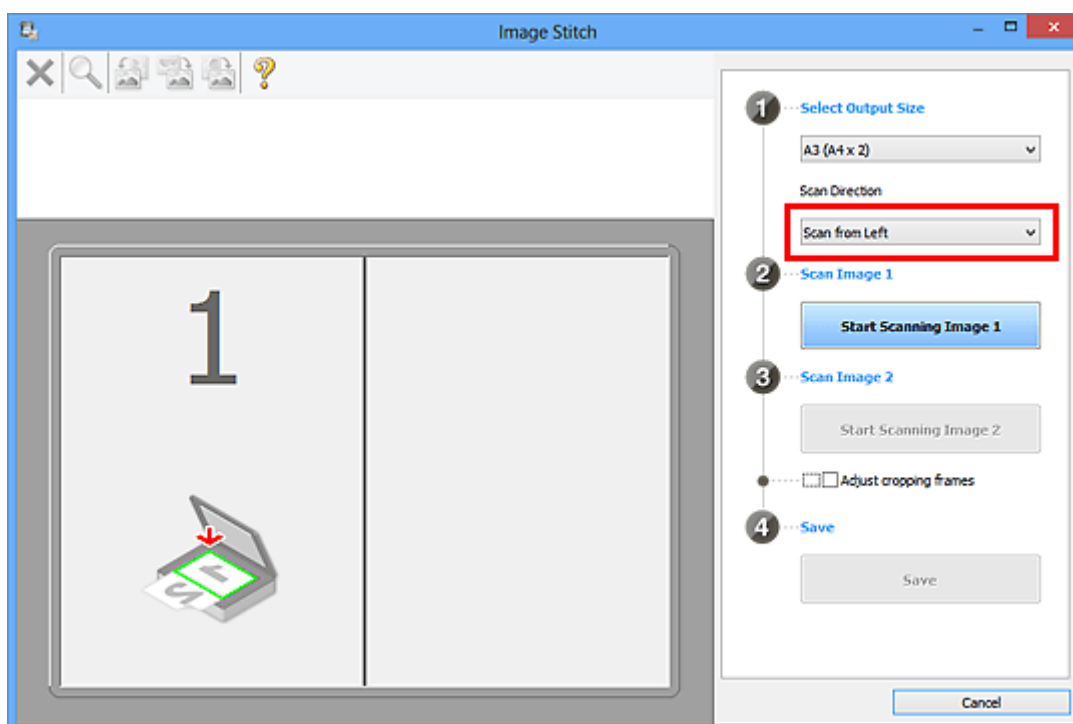 Image Stitch
1
1
Select Output Size
A3 (A4 x 2)
Scan Direction
Scan from Left
2
Scan Image 1
Start Scanning Image 1
3
Scan Image 2
Start Scanning Image 2
Adjust cropping frames
4
Save
Save
Cancel